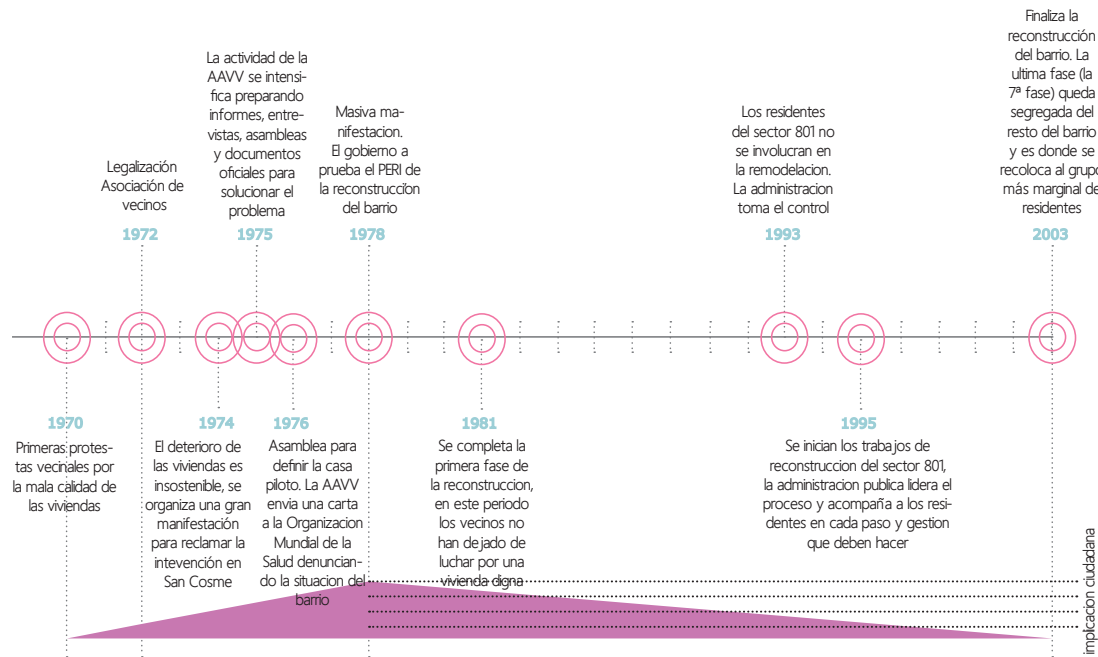 La actividad de la
AAVV se intensi-
fica preparando
informes, entre-
vistas, asambleas
y documentos
oficiales para
solucionar el
problema
1975
Legalización
Asociación de
vecinos
1972
Masiva ma-
nifestacion.
El gobierno a
prueba el PERI de
la reconstrucción
del barrio
1978
Los residentes
del sector 801 no
se involucran en
la remodelacion.
La administracion
toma el control
1993
Finaliza la
reconstrucción
del barrio. La
ultima fase (la
7ª fase) queda
segregada del
resto del barrio
y es donde se
recoloca al grupo
más marginal de
residentes
2003
1970
Primeras protes-
tas vecinales por
la mala calidad de
las viviendas
1974
El deterioro de
las viviendas es
insostenible, se
organiza una gran
manifestación
para reclamar la
intevención en
San Cosme
1976
Asamblea para
definir la casa
piloto. La AAVV
envia una carta
a la Organizacion
Mundial de la
Salud denuncian-
do la situacion del
barrio
1981
Se completa la
primera fase de
la reconstruccion,
en este periodo
los vecinos no
han dejado de
luchar por una
vivienda digna
1995
Se inician los trabajos de
reconstruccion del sector 801,
la administracion publica lidera el
proceso y acompaña a los resi-
dentes en cada paso y gestion
que deben hacer
implicacion ciudadana